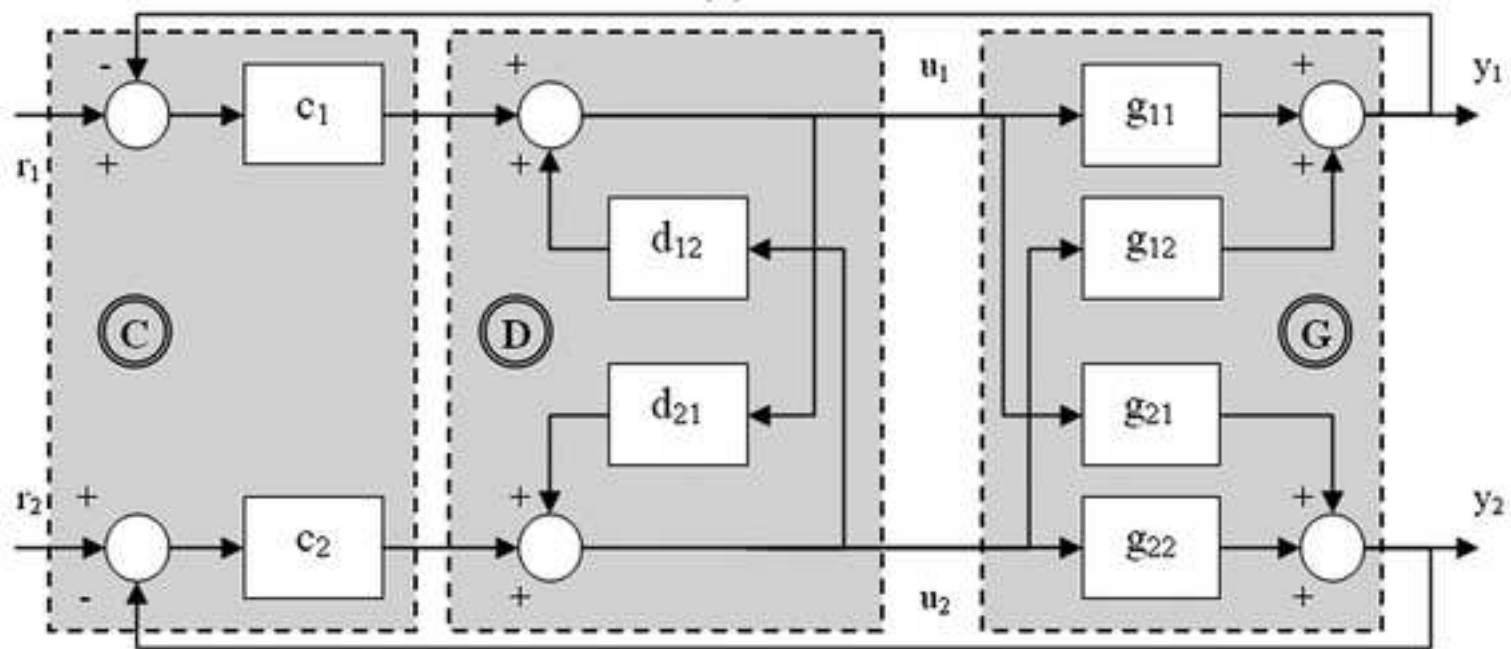 - + + u₁ g₁₁ + y₁
c₁
r₁ + + +
d₁₂ g₁₂
C D G
d₂₁ g₂₁
r₂ + + + y₂
c₂ g₂₂
- + u₂ +